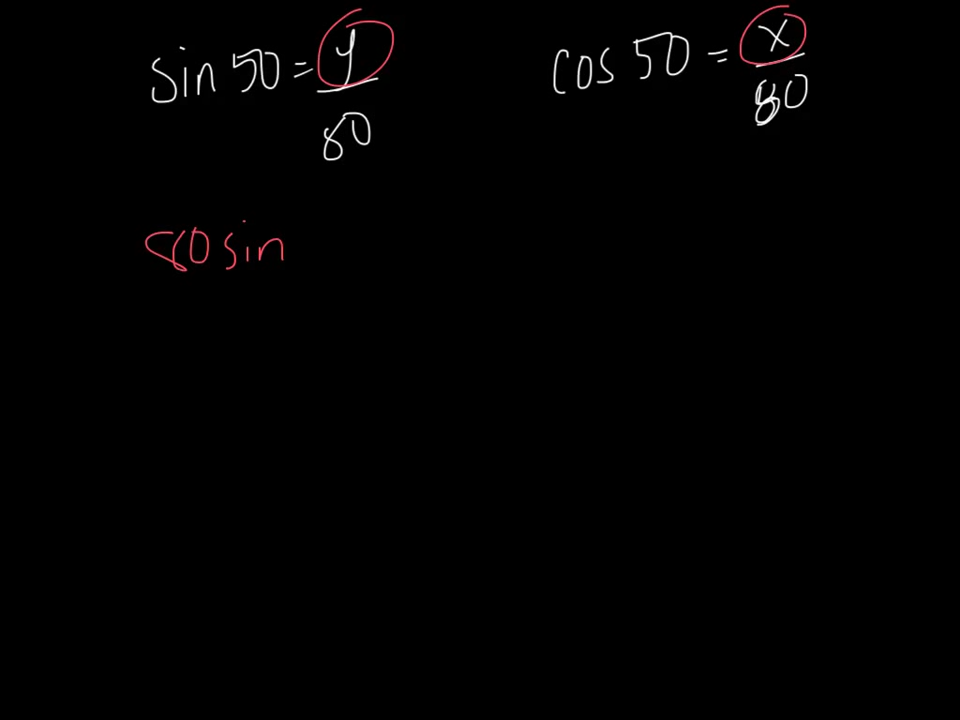 sin 50 = y/80
cos 50 = x/80
80 sin